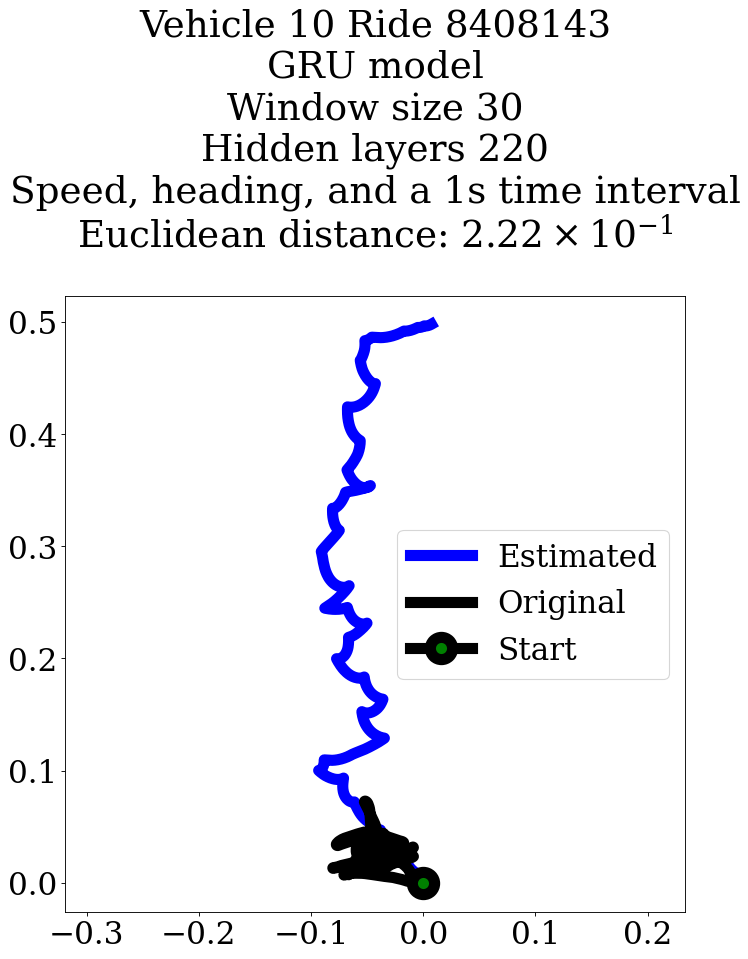 Vehicle 10 Ride 8408143
GRU model
Window size 30
Hidden layers 220
Speed, heading, and a 1s time interval
Euclidean distance: 2.22 × 10⁻¹
0.5
0.4
0.3
0.2
0.1
0.0
Estimated
Original
Start
−0.3 −0.2 −0.1 0.0 0.1 0.2